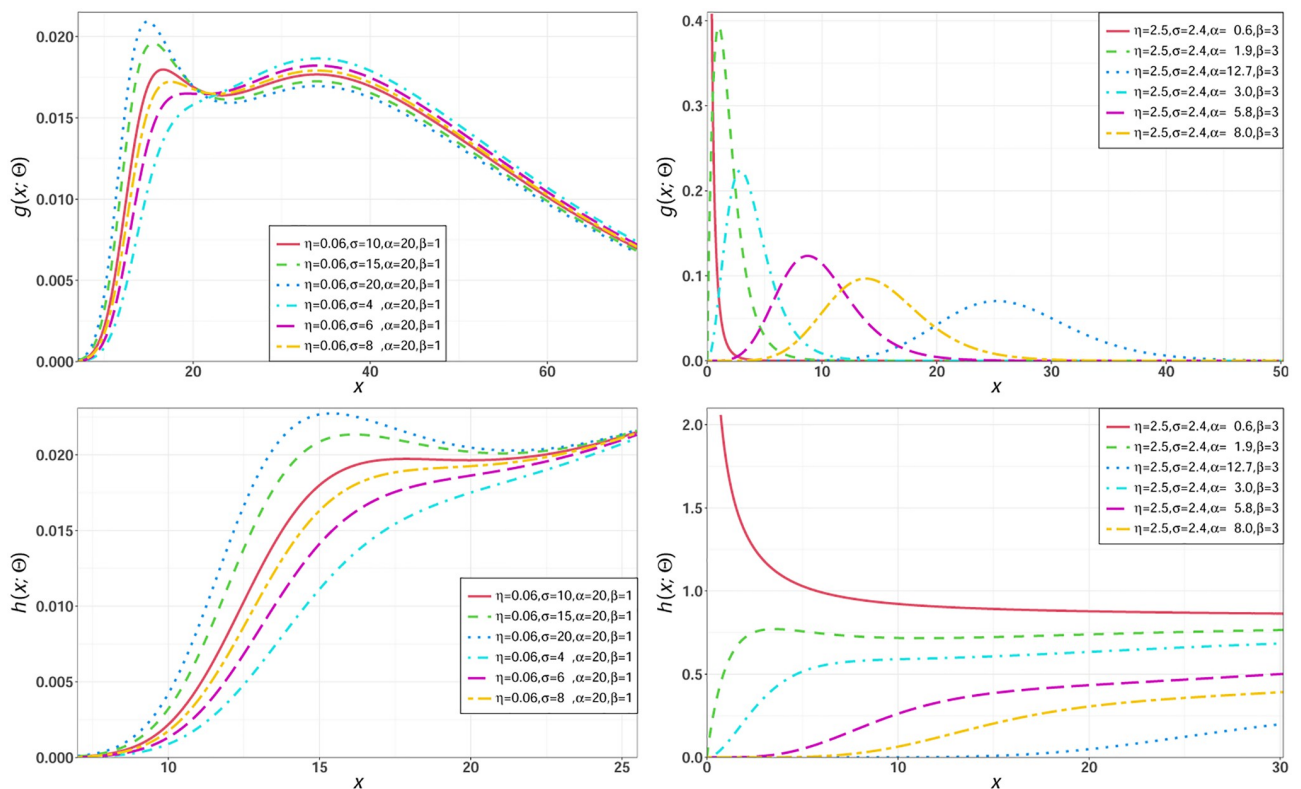 0.020
0.015
0.010
0.005
0.000
g(x; Θ)
20
40
60
x
η=0.06,σ=10,α=20,β=1
η=0.06,σ=15,α=20,β=1
η=0.06,σ=20,α=20,β=1
η=0.06,σ=4 ,α=20,β=1
η=0.06,σ=6 ,α=20,β=1
η=0.06,σ=8 ,α=20,β=1
0.4
0.3
0.2
0.1
0.0
g(x; Θ)
0
10
20
30
40
50
x
η=2.5,σ=2.4,α= 0.6,β=3
η=2.5,σ=2.4,α= 1.9,β=3
η=2.5,σ=2.4,α=12.7,β=3
η=2.5,σ=2.4,α= 3.0,β=3
η=2.5,σ=2.4,α= 5.8,β=3
η=2.5,σ=2.4,α= 8.0,β=3
0.020
0.015
0.010
0.005
0.000
h(x; Θ)
10
15
20
25
x
η=0.06,σ=10,α=20,β=1
η=0.06,σ=15,α=20,β=1
η=0.06,σ=20,α=20,β=1
η=0.06,σ=4 ,α=20,β=1
η=0.06,σ=6 ,α=20,β=1
η=0.06,σ=8 ,α=20,β=1
2.0
1.5
1.0
0.5
0.0
h(x; Θ)
0
10
20
30
x
η=2.5,σ=2.4,α= 0.6,β=3
η=2.5,σ=2.4,α= 1.9,β=3
η=2.5,σ=2.4,α=12.7,β=3
η=2.5,σ=2.4,α= 3.0,β=3
η=2.5,σ=2.4,α= 5.8,β=3
η=2.5,σ=2.4,α= 8.0,β=3